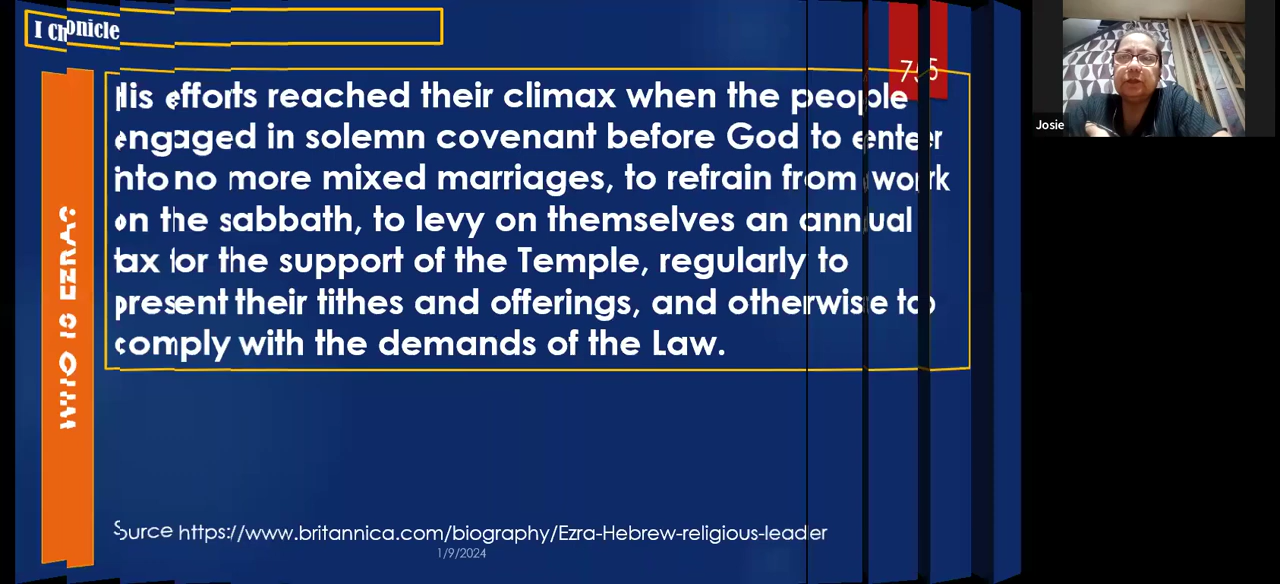 I Chronicle
His efforts reached their climax when the people
engaged in solemn covenant before God to enter
into no more mixed marriages, to refrain from work
on the sabbath, to levy on themselves an annual
tax for the support of the Temple, regularly to
present their tithes and offerings, and otherwise to
comply with the demands of the Law.
WHO IS EZRA?
Surce https://www.britannica.com/biography/Ezra-Hebrew-religious-leader
1/9/2024
Josie